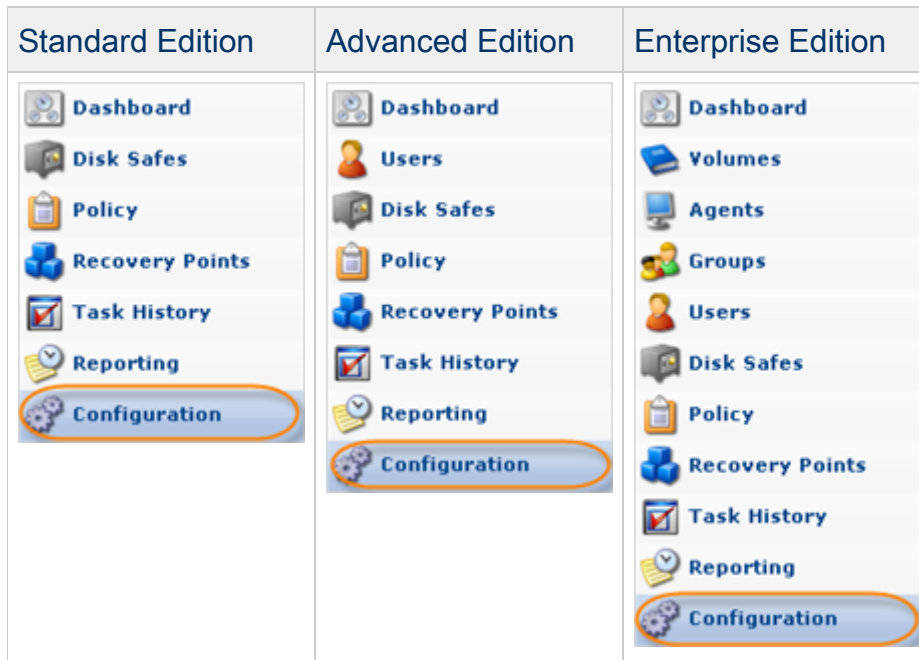 Standard Edition
Advanced Edition
Enterprise Edition
Dashboard
Disk Safes
Policy
Recovery Points
Task History
Reporting
Configuration
Dashboard
Users
Disk Safes
Policy
Recovery Points
Task History
Reporting
Configuration
Dashboard
Volumes
Agents
Groups
Users
Disk Safes
Policy
Recovery Points
Task History
Reporting
Configuration